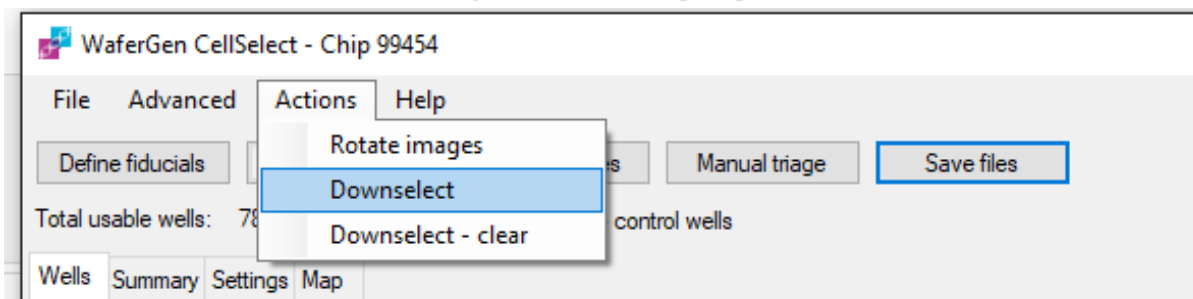 WaferGen CellSelect - Chip 99454
File Advanced Actions Help
Rotate images
Define fiducials Manual triage Save files
Downselect
Total usable wells: control wells
Downselect - clear
Wells Summary Settings Map